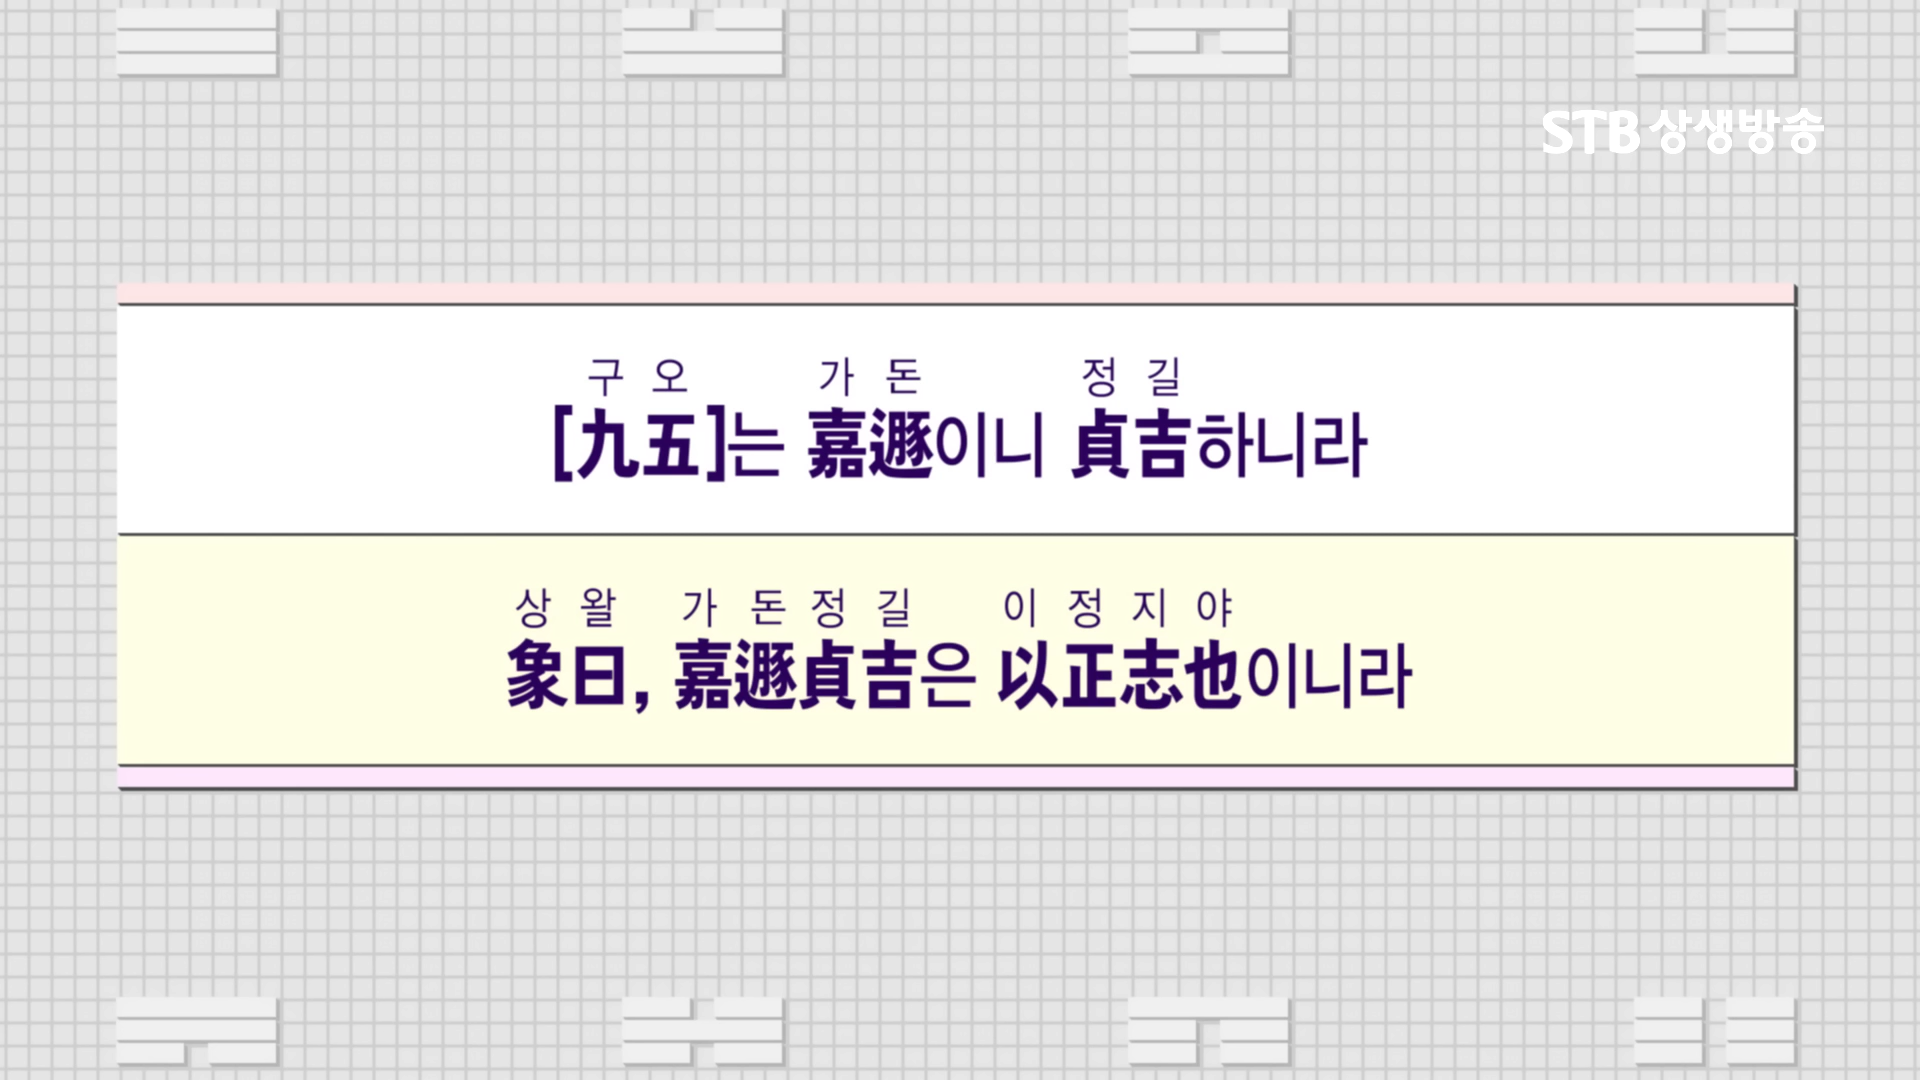 STB 상생방송
구 오 가 돈 정 길
[九五]는 嘉遯이니 貞吉하니라
상 왈 가 돈 정 길 이 정 지 야
象曰, 嘉遯貞吉은 以正志也이니라